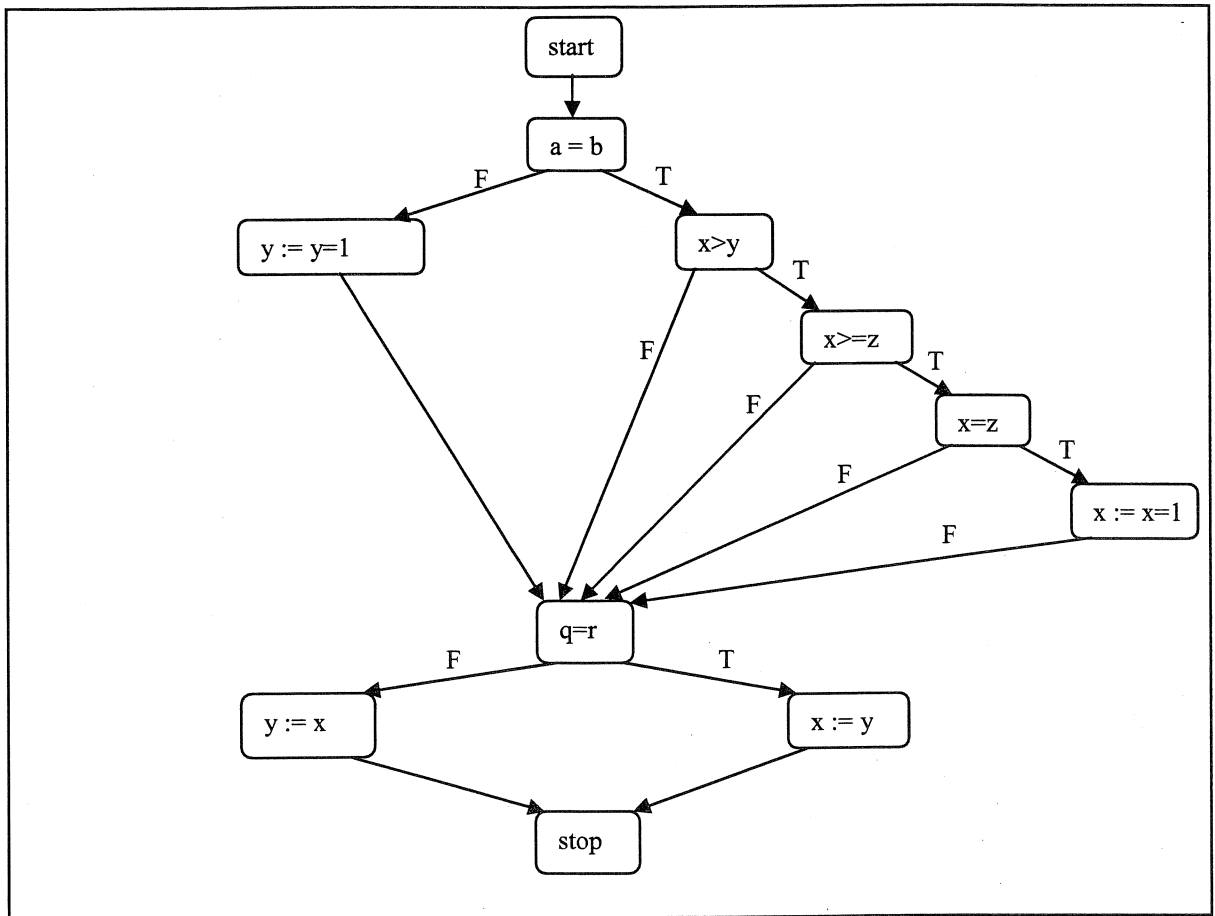 start
a = b
F
T
y := y=1
x>y
T
F
x>=z
T
F
x=z
T
F
x := x=1
F
q=r
F
T
y := x
x := y
stop